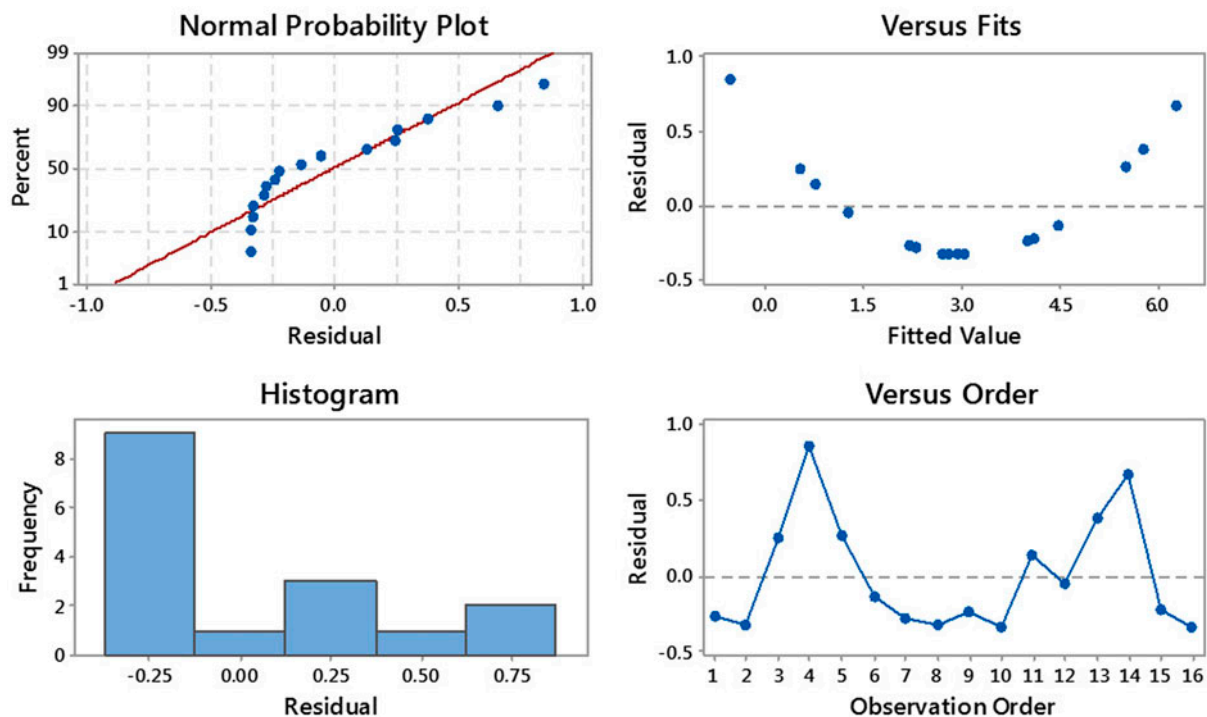 Normal Probability Plot
99
90
50
10
1
Percent
-1.0 -0.5 0.0 0.5 1.0
Residual
Versus Fits
1.0
0.5
0.0
-0.5
Residual
0.0 1.5 3.0 4.5 6.0
Fitted Value
Histogram
8
6
4
2
0
Frequency
-0.25 0.00 0.25 0.50 0.75
Residual
Versus Order
1.0
0.5
0.0
-0.5
Residual
1 2 3 4 5 6 7 8 9 10 11 12 13 14 15 16
Observation Order